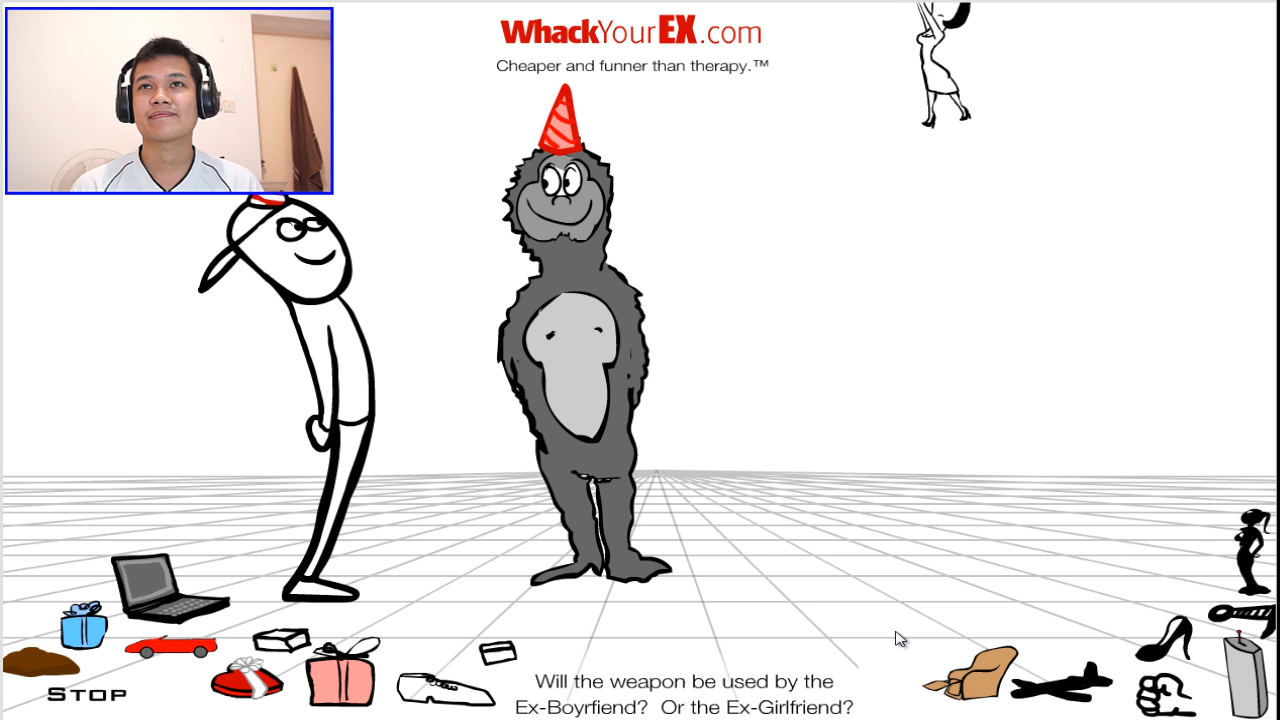 WhackYourEX.com
Cheaper and funner than therapy.™
Will the weapon be used by the
Ex-Boyrfiend? Or the Ex-Girlfriend?
STOP